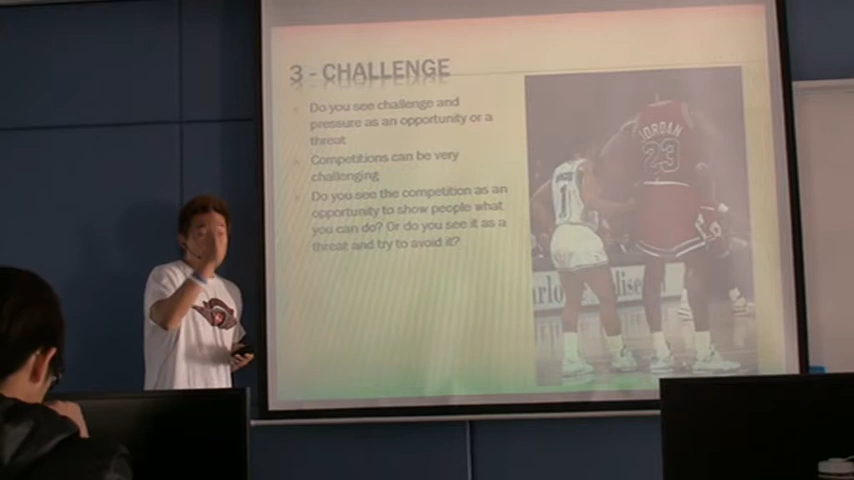 3 - CHALLENGE
Do you see challenge and
pressure as an opportunity or a
threat
Competitions can be very
challenging
Do you see the competition as an
opportunity to show people what
you can do? Or do you see it as a
threat and try to avoid it?
JORDAN
23
1